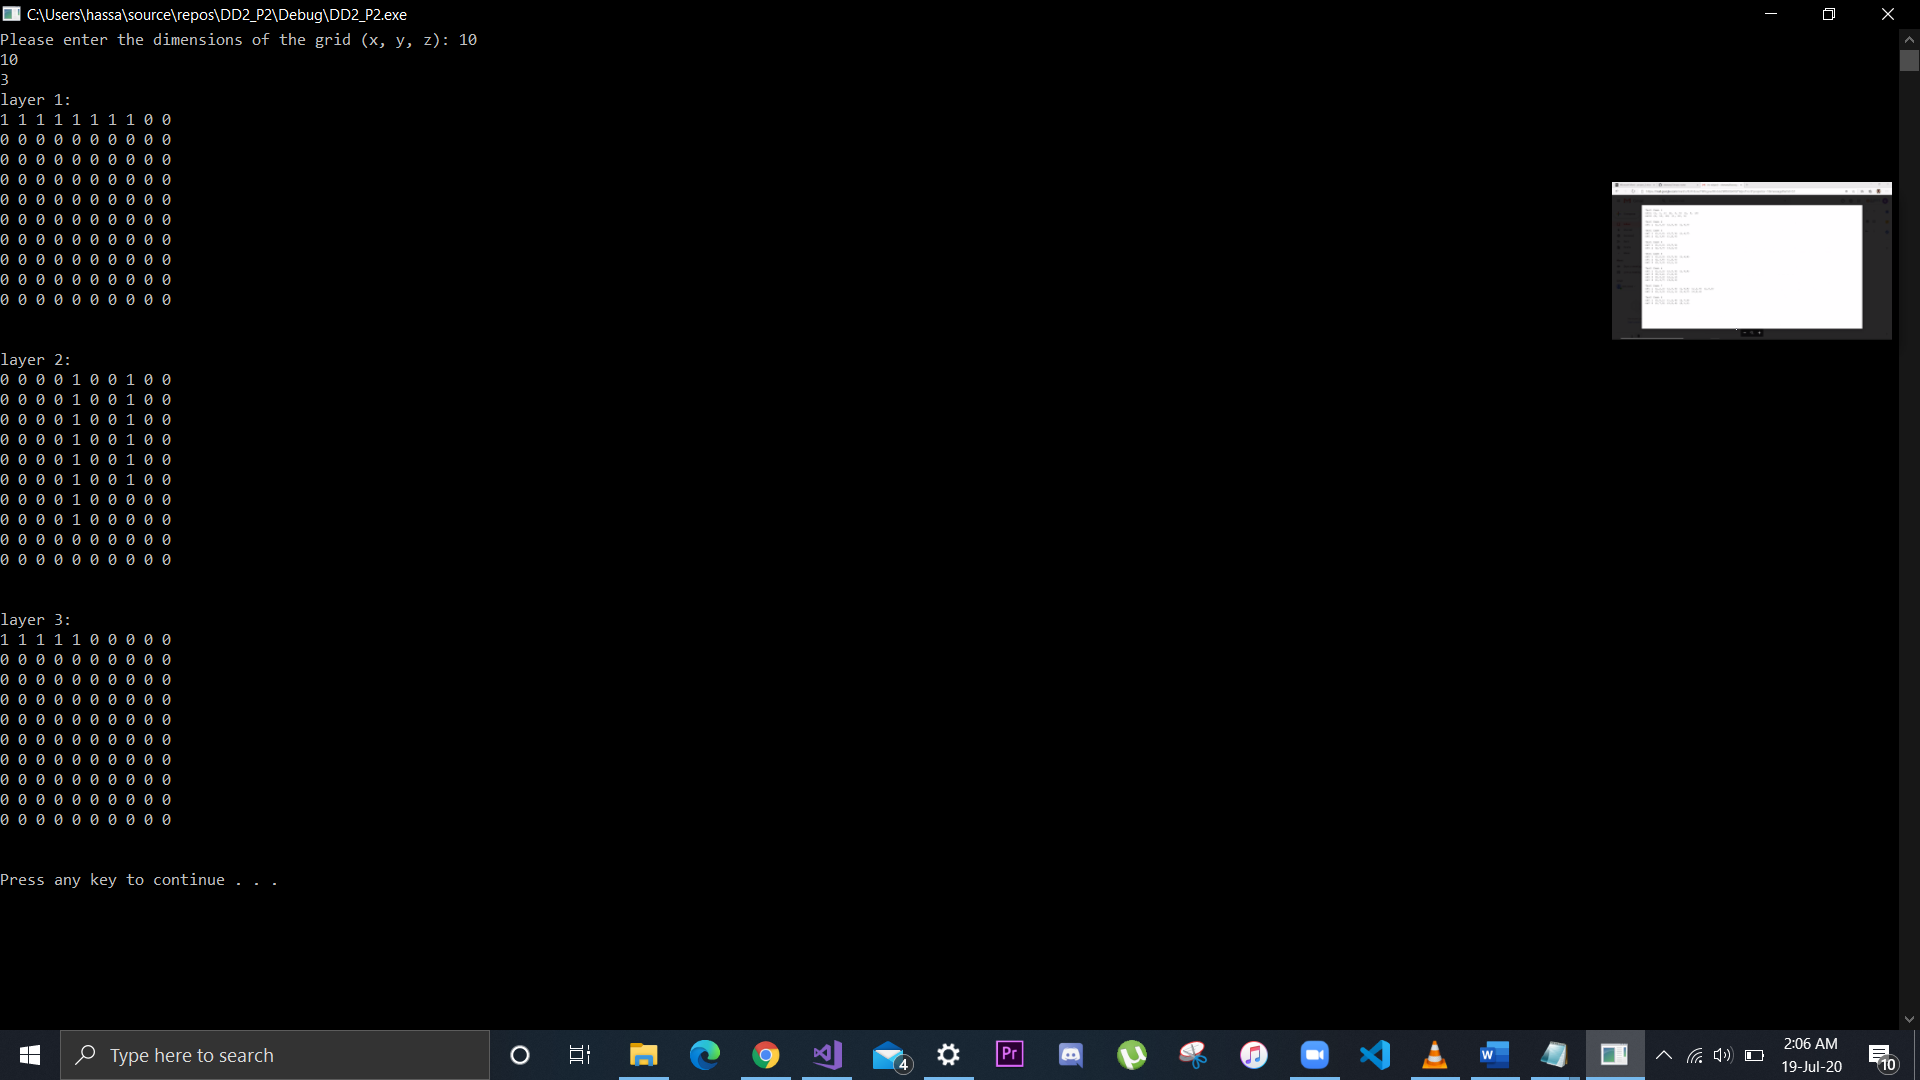 C:\Users\hassa\source\repos\DD2_P2\Debug\DD2_P2.exe
Please enter the dimensions of the grid (x, y, z): 10
10
3
layer 1:
1 1 1 1 1 1 1 1 0 0
0 0 0 0 0 0 0 0 0 0
0 0 0 0 0 0 0 0 0 0
0 0 0 0 0 0 0 0 0 0
0 0 0 0 0 0 0 0 0 0
0 0 0 0 0 0 0 0 0 0
0 0 0 0 0 0 0 0 0 0
0 0 0 0 0 0 0 0 0 0
0 0 0 0 0 0 0 0 0 0
0 0 0 0 0 0 0 0 0 0
layer 2:
0 0 0 0 1 0 0 1 0 0
0 0 0 0 1 0 0 1 0 0
0 0 0 0 1 0 0 1 0 0
0 0 0 0 1 0 0 1 0 0
0 0 0 0 1 0 0 1 0 0
0 0 0 0 1 0 0 1 0 0
0 0 0 0 1 0 0 0 0 0
0 0 0 0 1 0 0 0 0 0
0 0 0 0 0 0 0 0 0 0
0 0 0 0 0 0 0 0 0 0
layer 3:
1 1 1 1 1 0 0 0 0 0
0 0 0 0 0 0 0 0 0 0
0 0 0 0 0 0 0 0 0 0
0 0 0 0 0 0 0 0 0 0
0 0 0 0 0 0 0 0 0 0
0 0 0 0 0 0 0 0 0 0
0 0 0 0 0 0 0 0 0 0
0 0 0 0 0 0 0 0 0 0
0 0 0 0 0 0 0 0 0 0
0 0 0 0 0 0 0 0 0 0
Press any key to continue . . .
Type here to search
4
Pr
W
2:06 AM
19-Jul-20
10